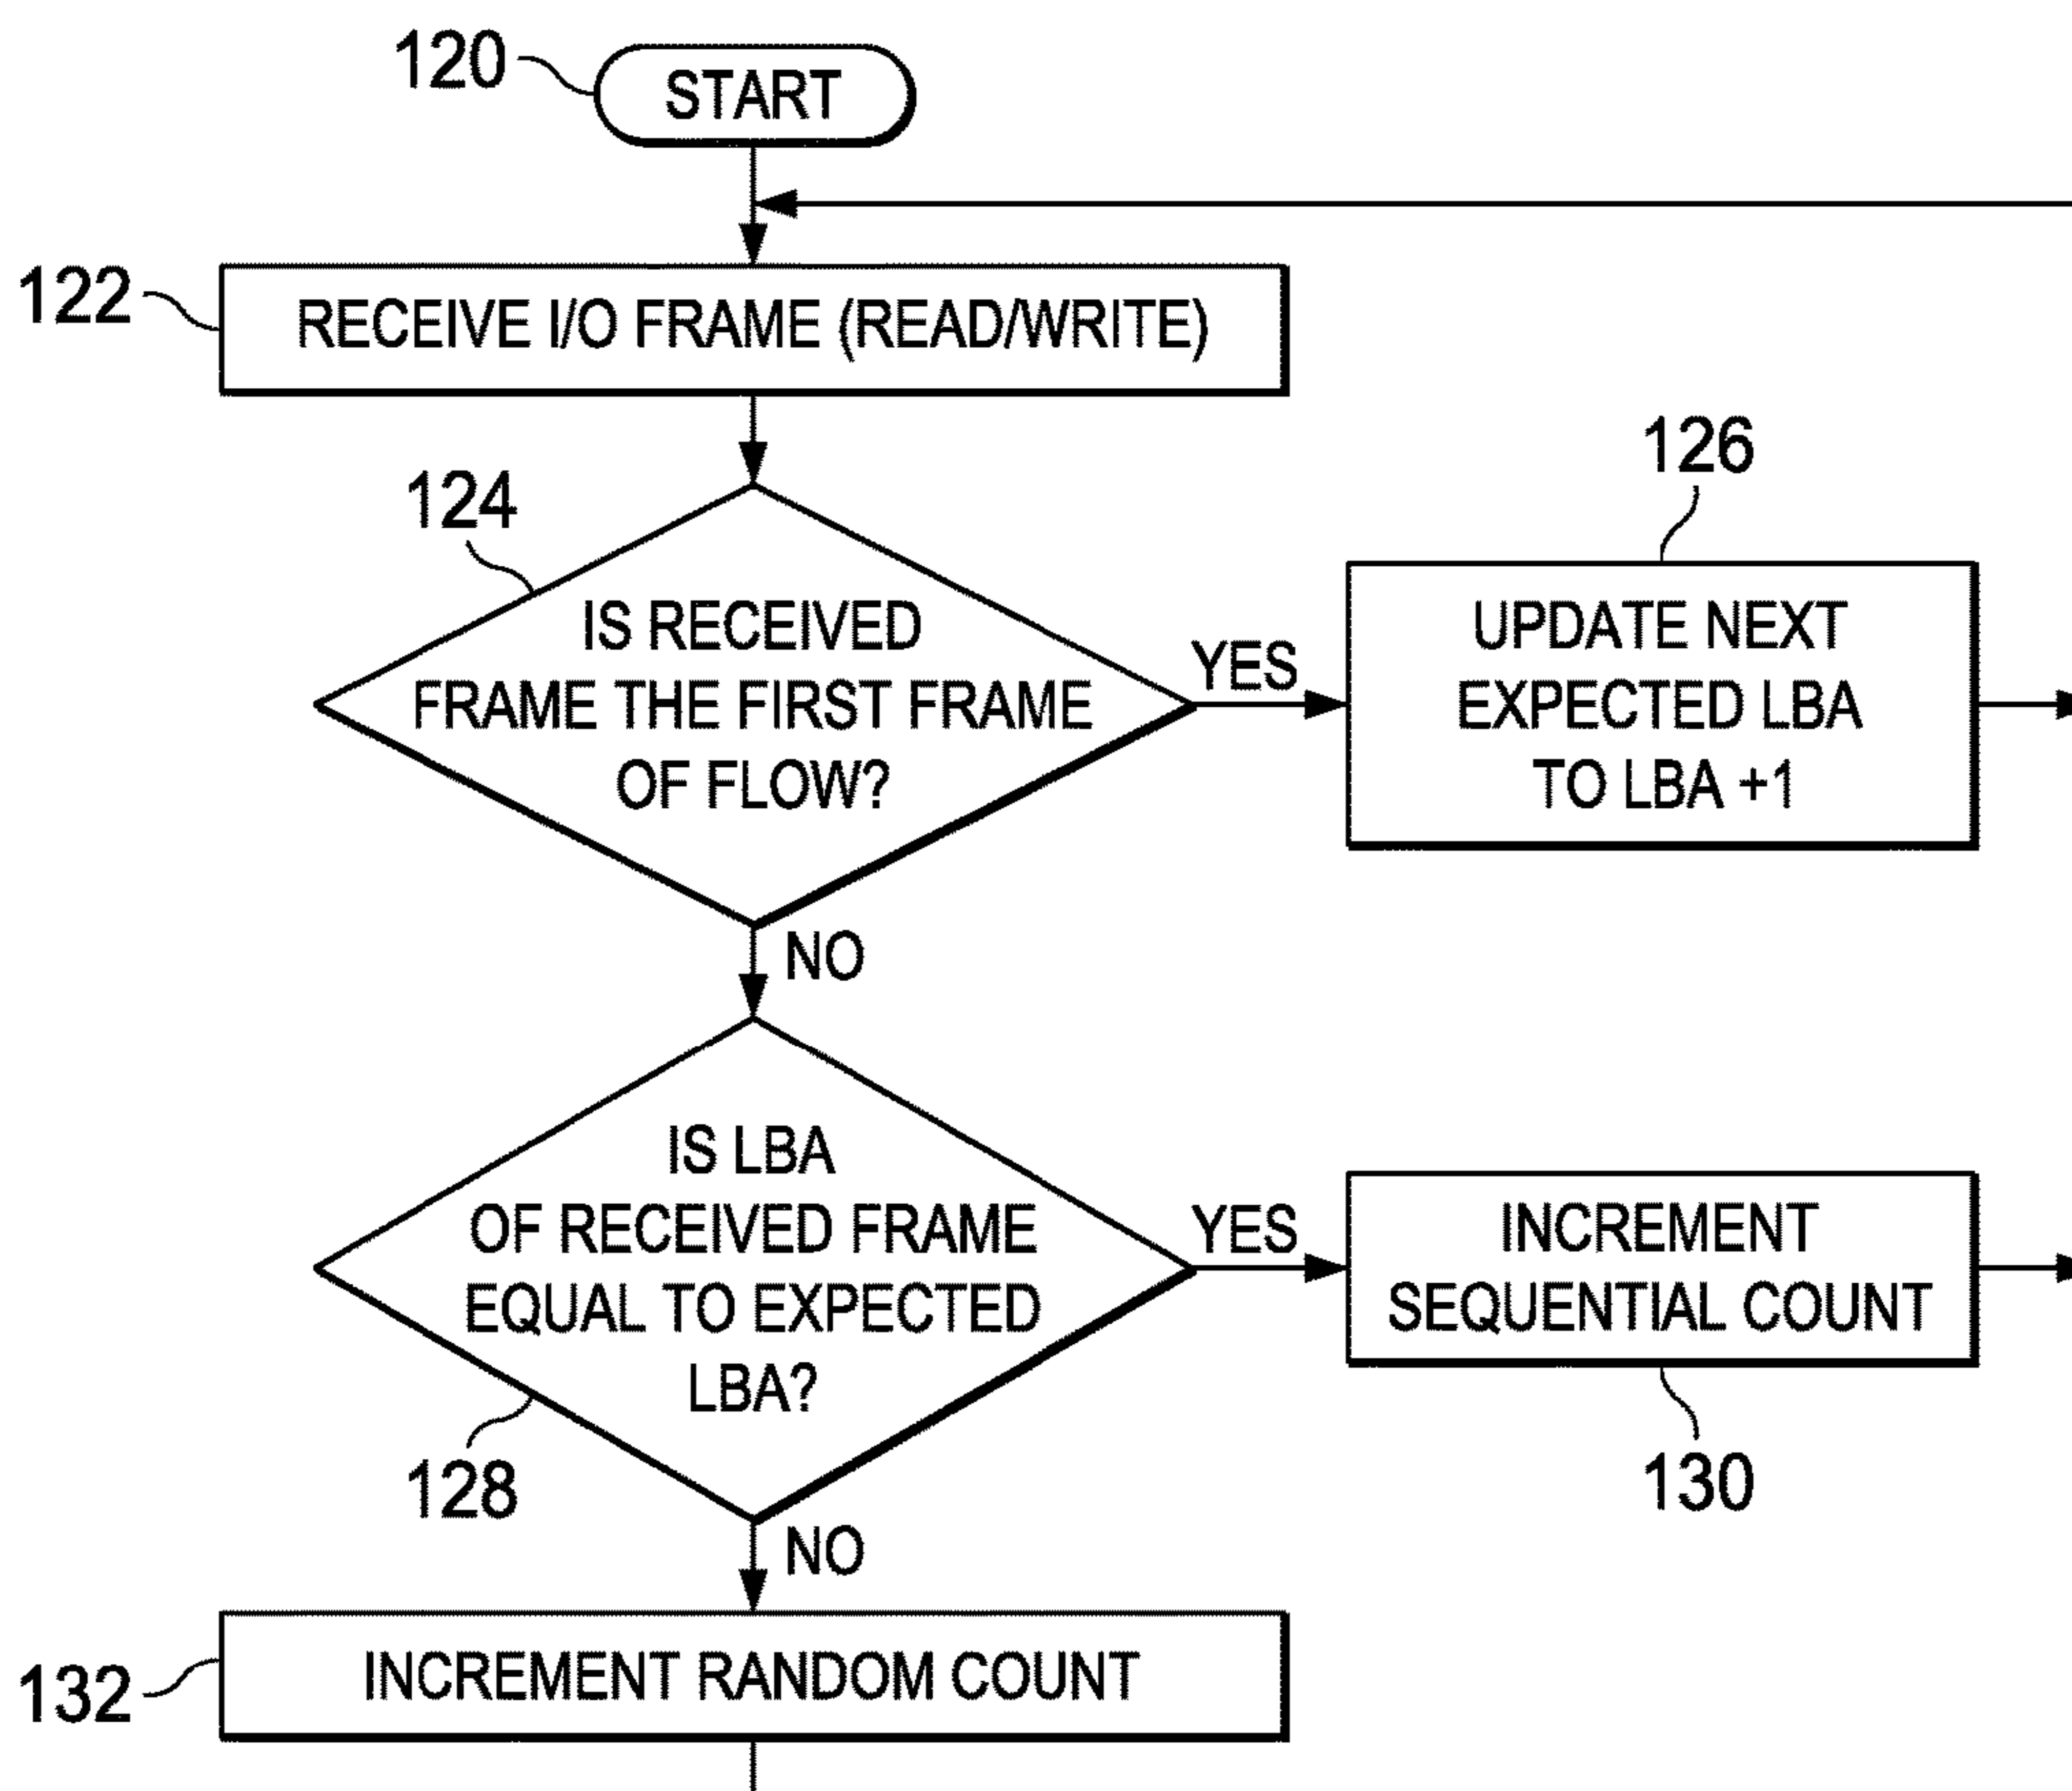 120
START
122
RECEIVE I/O FRAME (READ/WRITE)
124
IS RECEIVED
FRAME THE FIRST FRAME
OF FLOW?
YES
126
UPDATE NEXT
EXPECTED LBA
TO LBA +1
NO
IS LBA
OF RECEIVED FRAME
EQUAL TO EXPECTED
LBA?
128
YES
INCREMENT
SEQUENTIAL COUNT
130
NO
132
INCREMENT RANDOM COUNT